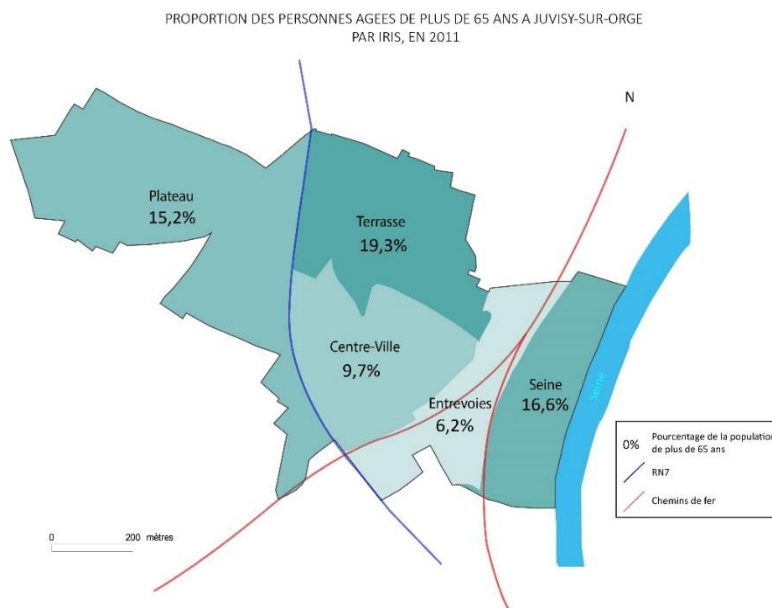 PROPORTION DES PERSONNES AGEES DE PLUS DE 65 ANS A JUVISY-SUR-ORGE
PAR IRIS, EN 2011
N
Plateau
15,2%
Terrasse
19,3%
Centre-Ville
9,7%
Entrevoies
6,2%
Seine
16,6%
Seine
0% Pourcentage de la population
de plus de 65 ans
RN7
Chemins de fer
0 200 mètres